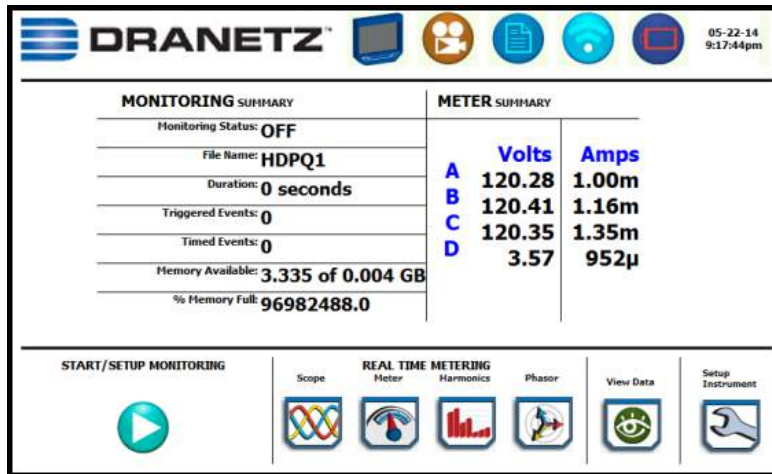 DRANETZ™
05-22-14
9:17:44pm
MONITORING SUMMARY
Monitoring Status: OFF
File Name: HDPQ1
Duration: 0 seconds
Triggered Events: 0
Timed Events: 0
Memory Available: 3.335 of 0.004 GB
% Memory Full: 96982488.0
METER SUMMARY
Volts Amps
A 120.28 1.00m
B 120.41 1.16m
C 120.35 1.35m
D 3.57 952µ
START/SETUP MONITORING
REAL TIME METERING
Scope Meter Harmonics Phasor
View Data
Setup
Instrument